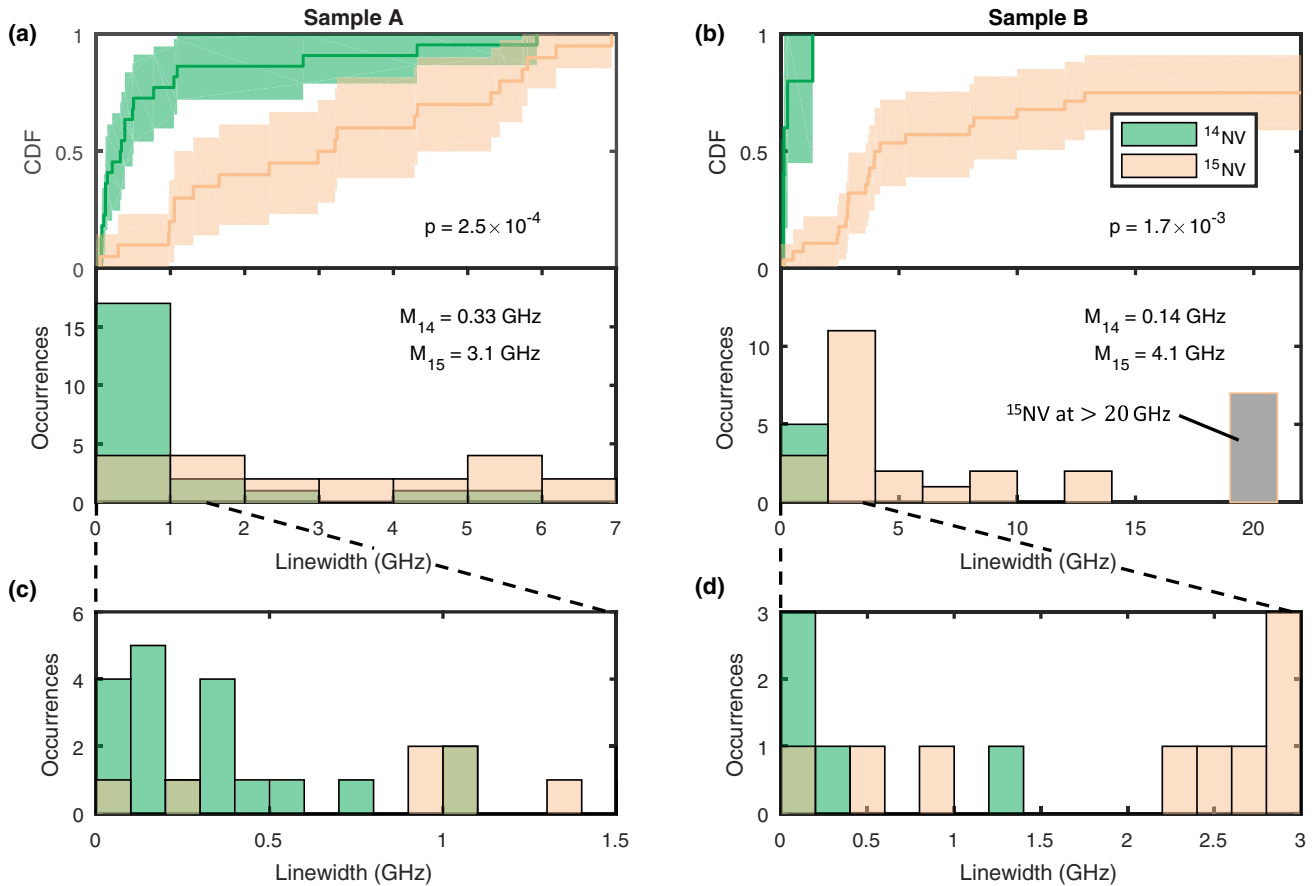 Sample A
Sample B
(a)
(b)
1
0.5
0
CDF
p = 2.5 × 10⁻⁴
1
0.5
0
CDF
¹⁴NV
¹⁵NV
p = 1.7 × 10⁻³
15
10
5
0
Occurrences
M₁₄ = 0.33 GHz
M₁₅ = 3.1 GHz
0 1 2 3 4 5 6 7
Linewidth (GHz)
10
5
0
Occurrences
M₁₄ = 0.14 GHz
M₁₅ = 4.1 GHz
¹⁵NV at > 20 GHz
0 5 10 15 20
Linewidth (GHz)
(c)
6
4
2
0
Occurrences
0 0.5 1 1.5
Linewidth (GHz)
(d)
3
2
1
0
Occurrences
0 0.5 1 1.5 2 2.5 3
Linewidth (GHz)